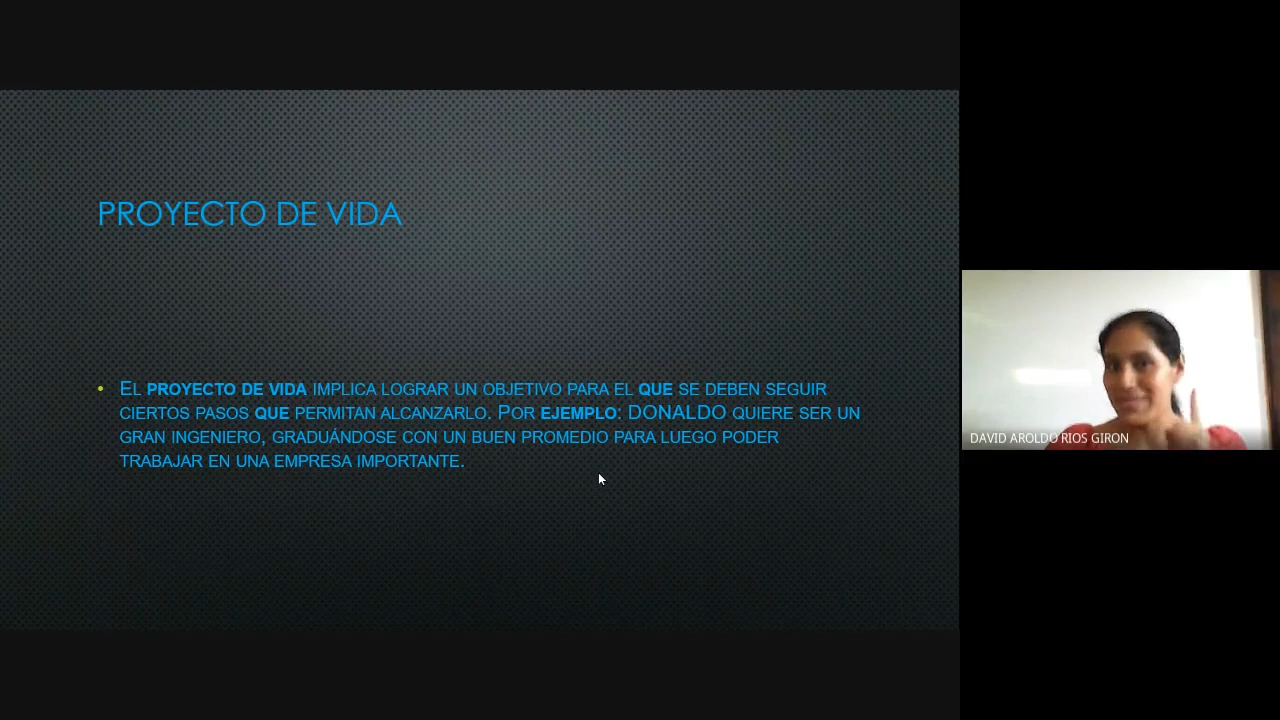 PROYECTO DE VIDA
• EL PROYECTO DE VIDA IMPLICA LOGRAR UN OBJETIVO PARA EL QUE SE DEBEN SEGUIR
CIERTOS PASOS QUE PERMITAN ALCANZARLO. POR EJEMPLO: DONALDO QUIERE SER UN
GRAN INGENIERO, GRADUÁNDOSE CON UN BUEN PROMEDIO PARA LUEGO PODER
TRABAJAR EN UNA EMPRESA IMPORTANTE.
DAVID AROLDO RIOS GIRON